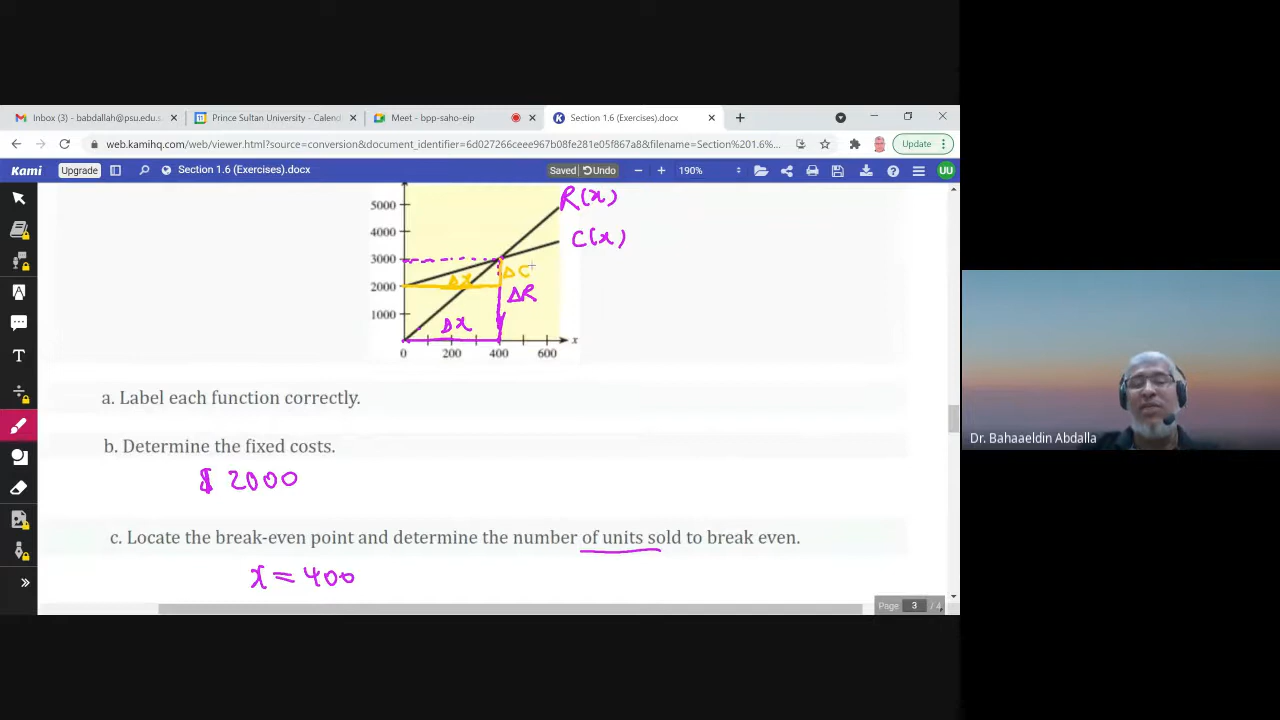 Inbox (3) - babdallah@psu.edu.s
Prince Sultan University - Calend
Meet - bpp-saho-eip
Section 1.6 (Exercises).docx
web.kamihq.com/web/viewer.html?source=conversion&document_identifier=6d027266ceee967b08fe281e05f867a8&filename=Section%201.6%...
Update
Kami
Upgrade
Section 1.6 (Exercises).docx
Saved
Undo
190%
UU
5000
R(x)
4000
C(x)
3000
Δx
ΔC
2000
ΔR
1000
Δx
x
0
200
400
600
a. Label each function correctly.
b. Determine the fixed costs.
$ 2000
c. Locate the break-even point and determine the number of units sold to break even.
x = 400
Page 3 / 4
Dr. Bahaaeldin Abdalla